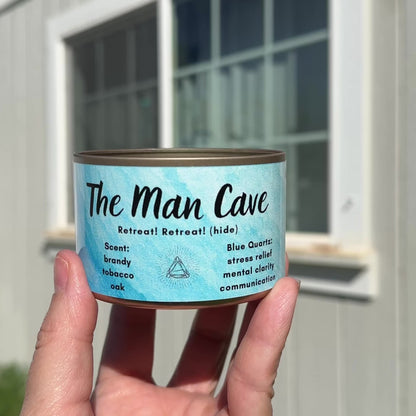 The Man Cave
Retreat! Retreat! (hide)
Scent:
brandy
tobacco
oak
Blue Quartz:
stress relief
mental clarity
communication